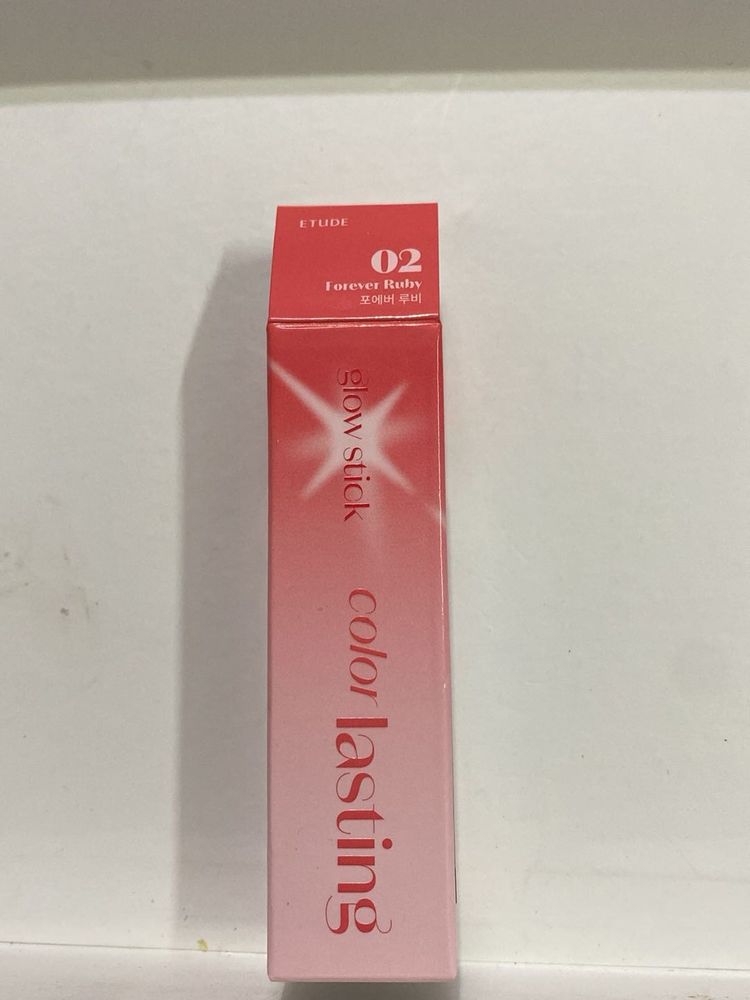 ETUDE
02
Forever Ruby
포에버 루비
glow stick
color lasting